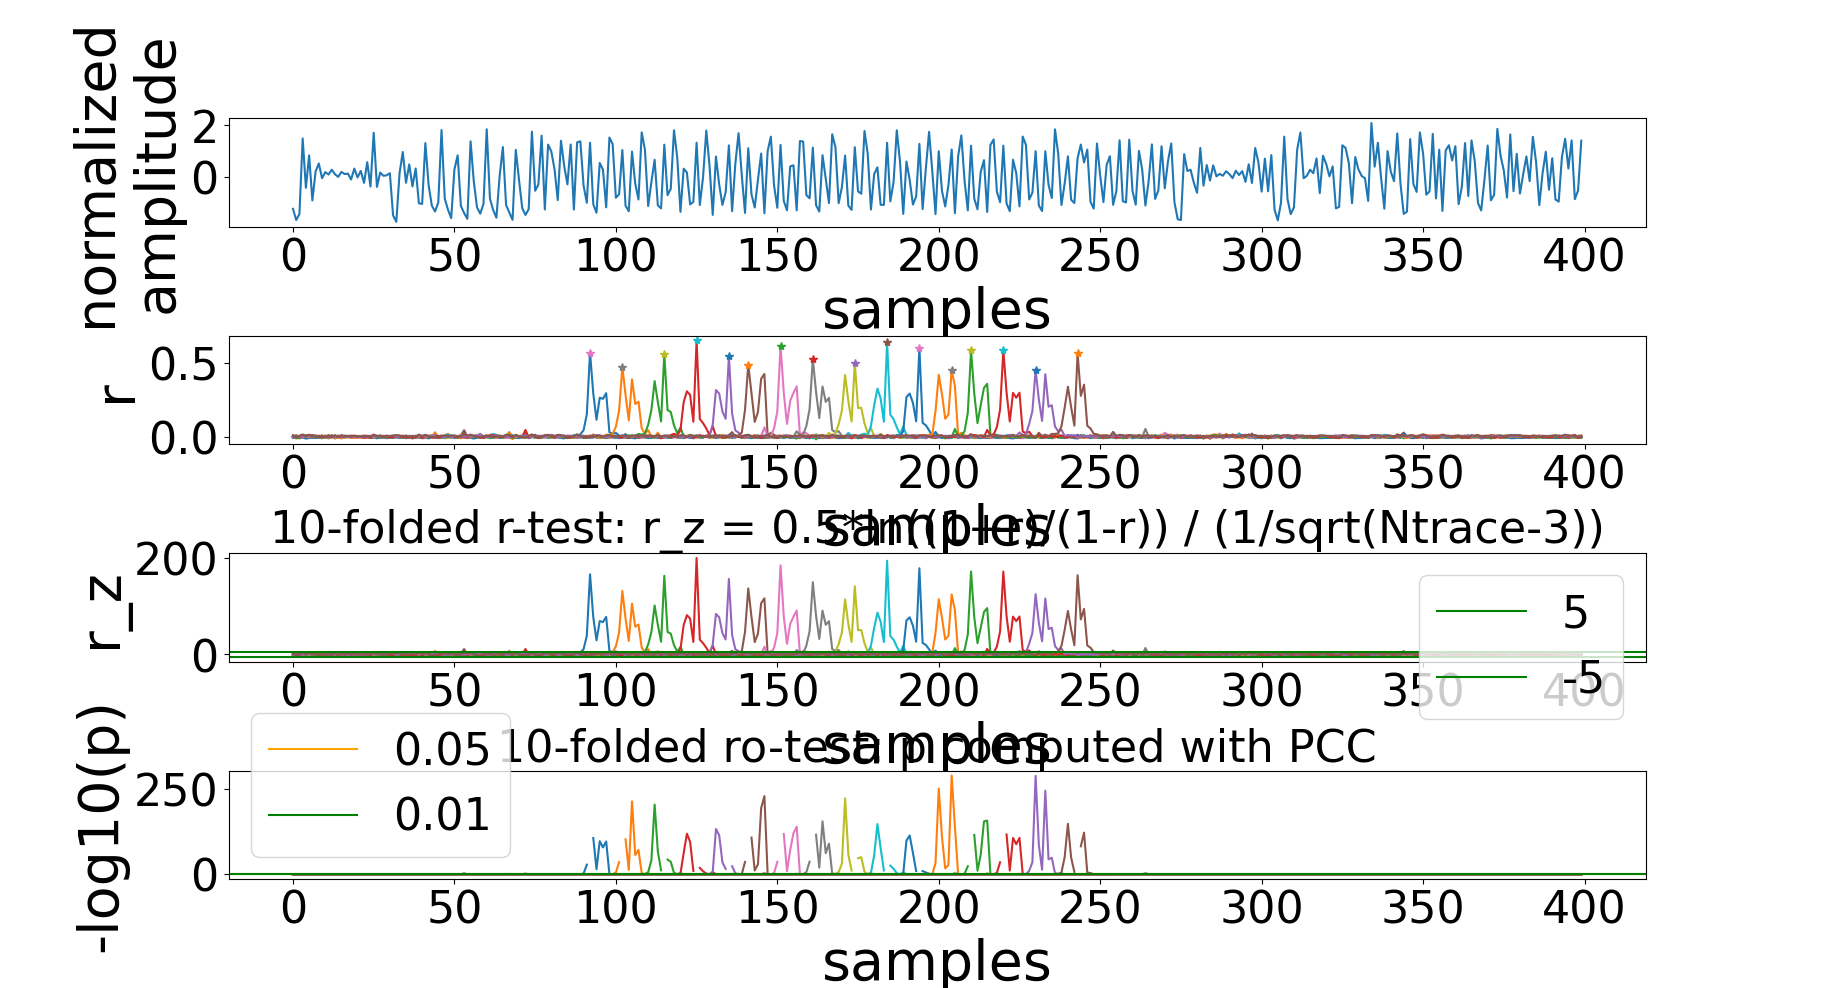 normalized
amplitude
2
0
0 50 100 150 200 250 300 350 400
samples
r
0.5
0.0
0 50 100 150 200 250 300 350 400
samples
10-folded r-test: r_z = 0.5*ln((1+r)/(1-r)) / (1/sqrt(Ntrace-3))
r_z
200
0
5
-5
0 50 100 150 200 250 300 350 400
samples
10-folded ro-test: p computed with PCC
-log10(p)
0.05
0.01
250
0
0 50 100 150 200 250 300 350 400
samples